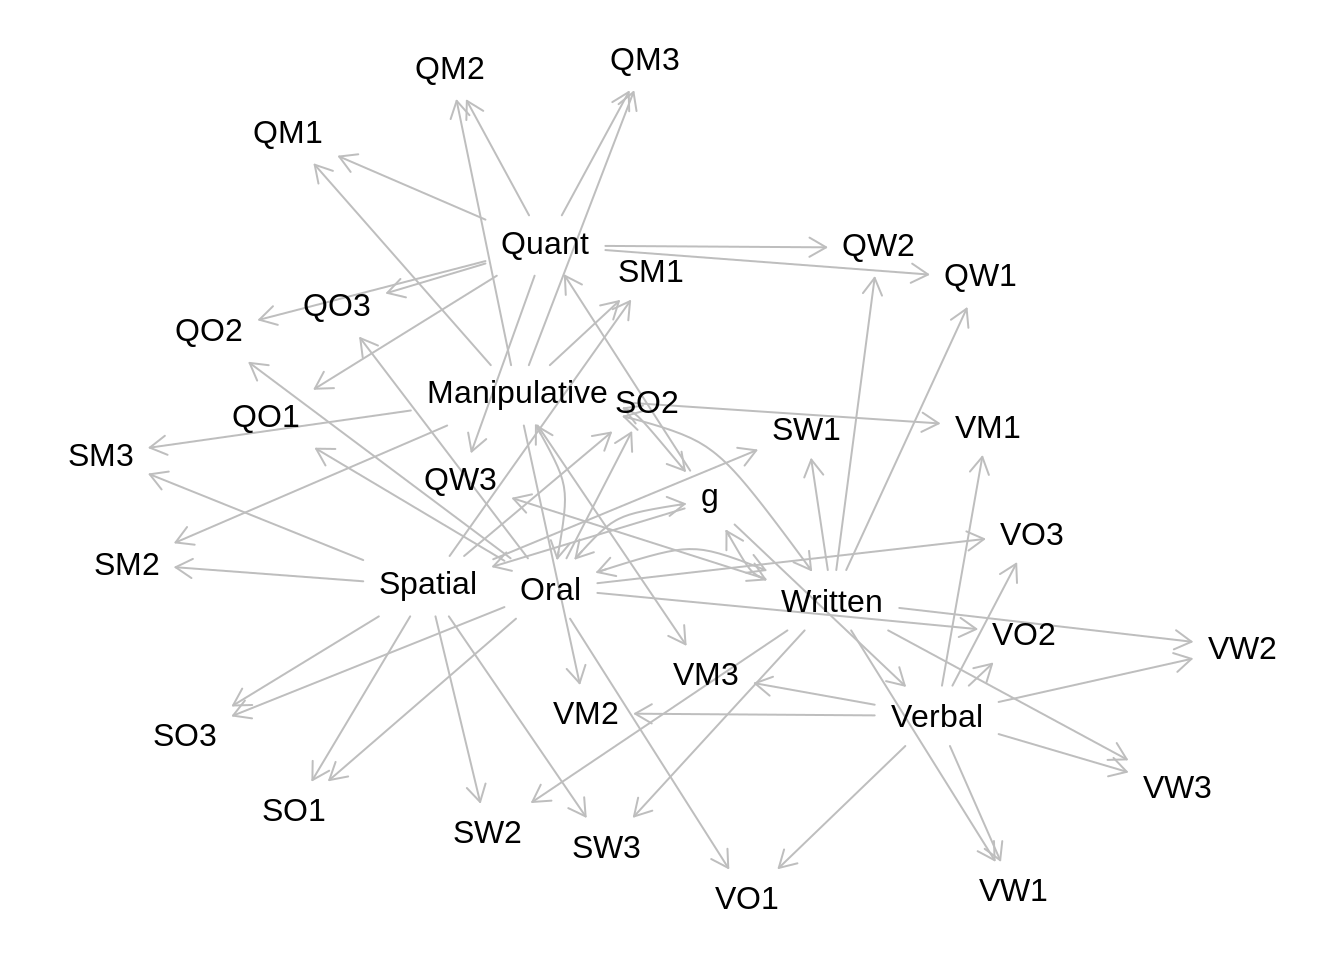 QM3
QM2
QM1
Quant
QW2
SM1
QW1
QO3
QO2
Manipulative
SO2
QO1
VM1
SW1
SM3
QW3
g
VO3
SM2
Spatial
Oral
Written
VO2
VW2
VM3
VM2
Verbal
SO3
VW3
SO1
SW2
SW3
VW1
VO1